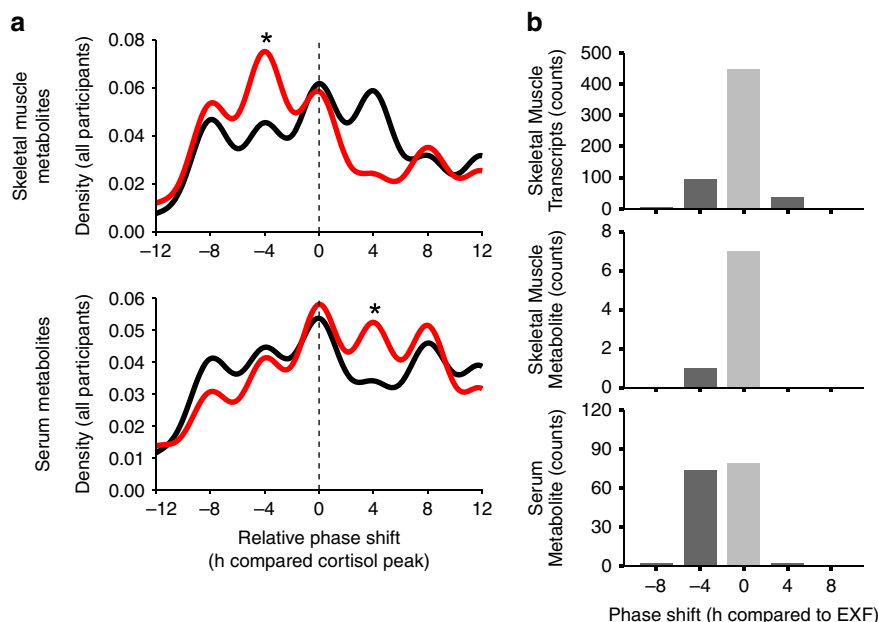 a
Skeletal muscle
metabolites
Density (all participants)
0.08
0.06
0.04
0.02
0.00
*
−12 −8 −4 0 4 8 12
Serum metabolites
Density (all participants)
0.06
0.05
0.04
0.03
0.02
0.01
0.00
*
−12 −8 −4 0 4 8 12
Relative phase shift
(h compared cortisol peak)
b
Skeletal Muscle
Transcripts (counts)
500
400
300
200
100
0
Skeletal Muscle
Metabolite (counts)
8
6
4
2
0
Serum
Metabolite (counts)
120
90
60
30
0
−8 −4 0 4 8
Phase shift (h compared to EXF)